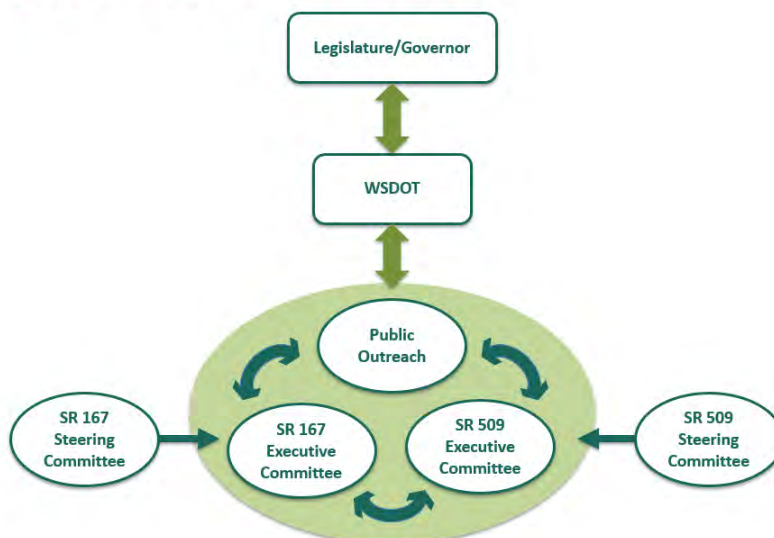 Legislature/Governor
WSDOT
Public
Outreach
SR 167
Steering
Committee
SR 167
Executive
Committee
SR 509
Executive
Committee
SR 509
Steering
Committee